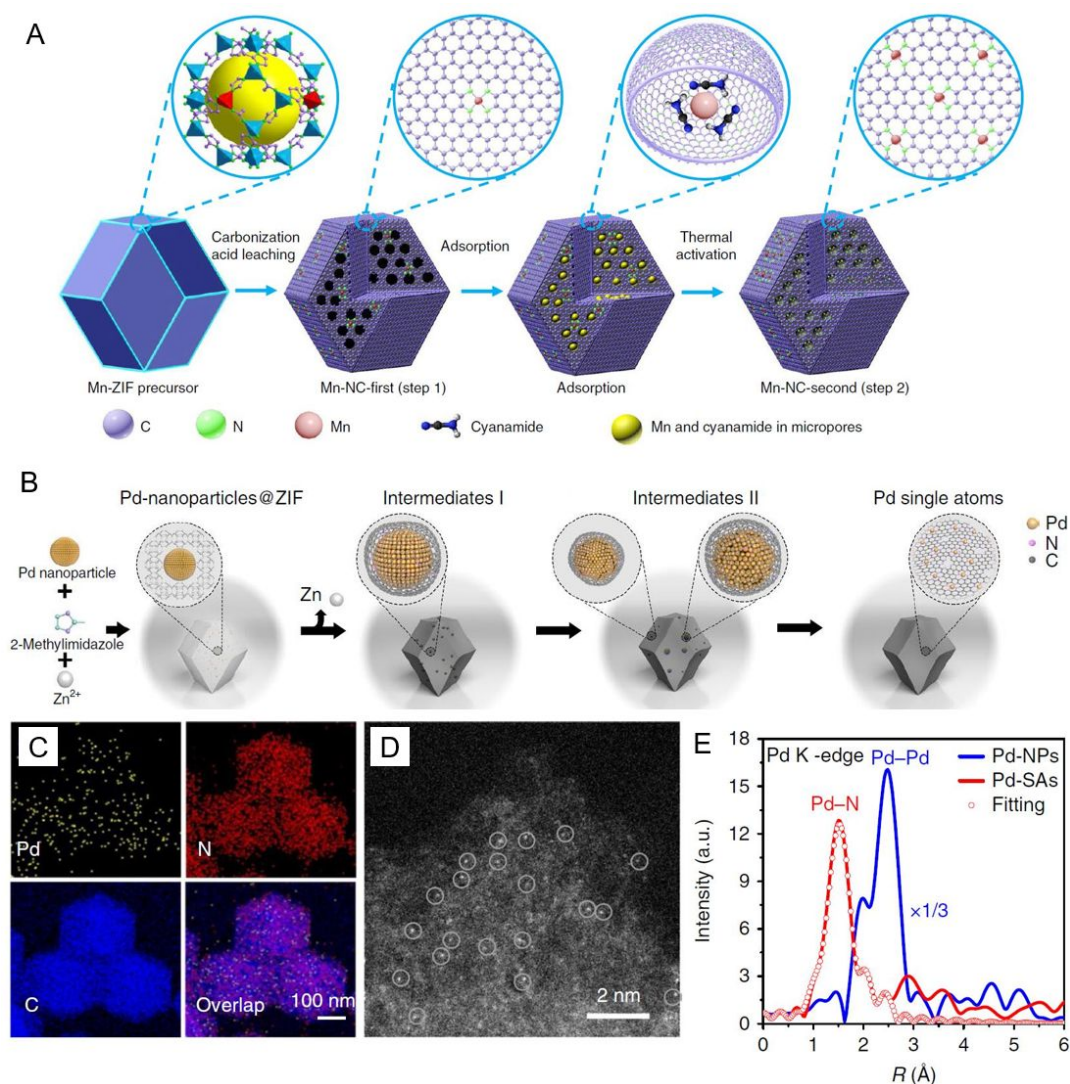 A
Carbonization
acid leaching
Adsorption
Thermal
activation
Mn-ZIF precursor
Mn-NC-first (step 1)
Adsorption
Mn-NC-second (step 2)
C
N
Mn
Cyanamide
Mn and cyanamide in micropores
B
Pd-nanoparticles@ZIF
Intermediates I
Intermediates II
Pd single atoms
Pd nanoparticle
+
2-Methylimidazole
+
Zn2+
Zn
Pd
N
C
C
Pd
N
C
Overlap
100 nm
D
2 nm
E
Pd K -edge
Pd–Pd
Pd–N
Pd-NPs
Pd-SAs
Fitting
×1/3
Intensity (a.u.)
18
15
12
9
6
3
0
0 1 2 3 4 5 6
R (Å)